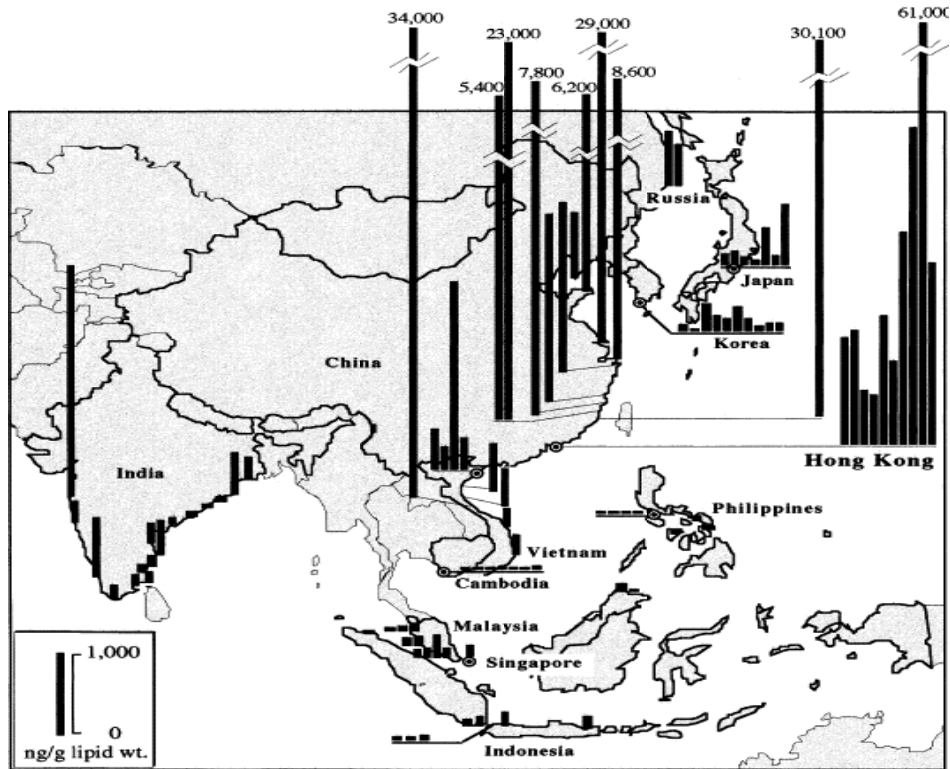 34,000
23,000
29,000
30,100
61,000
5,400
7,800
6,200
8,600
Russia
Japan
Korea
China
India
Hong Kong
Philippines
Vietnam
Cambodia
Malaysia
Singapore
Indonesia
1,000
0
ng/g lipid wt.